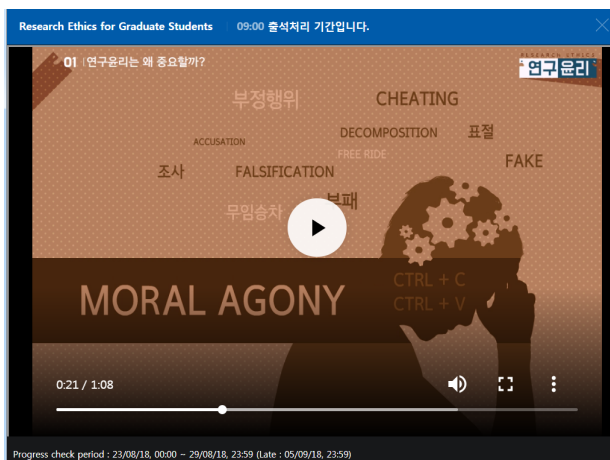 Research Ethics for Graduate Students 09:00 출석처리 기간입니다.
01 연구윤리는 왜 중요할까?
RESEARCH ETHICS
연구윤리
부정행위 CHEATING
ACCUSATION DECOMPOSITION 표절
FREE RIDE
조사 FALSIFICATION FAKE
무임승차 부패
MORAL AGONY
CTRL + C
CTRL + V
0:21 / 1:08
Progress check period : 23/08/18, 00:00 ~ 29/08/18, 23:59 (Late : 05/09/18, 23:59)